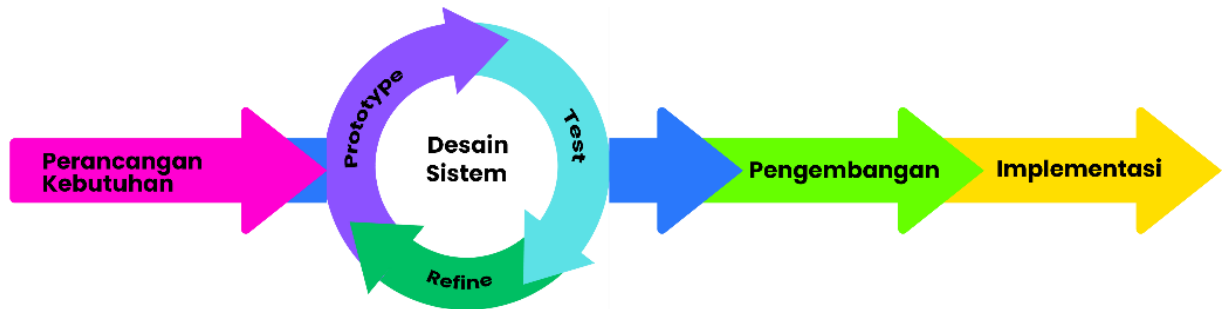 Perancangan
Kebutuhan
Prototype
Desain
Sistem
Test
Refine
Pengembangan
Implementasi